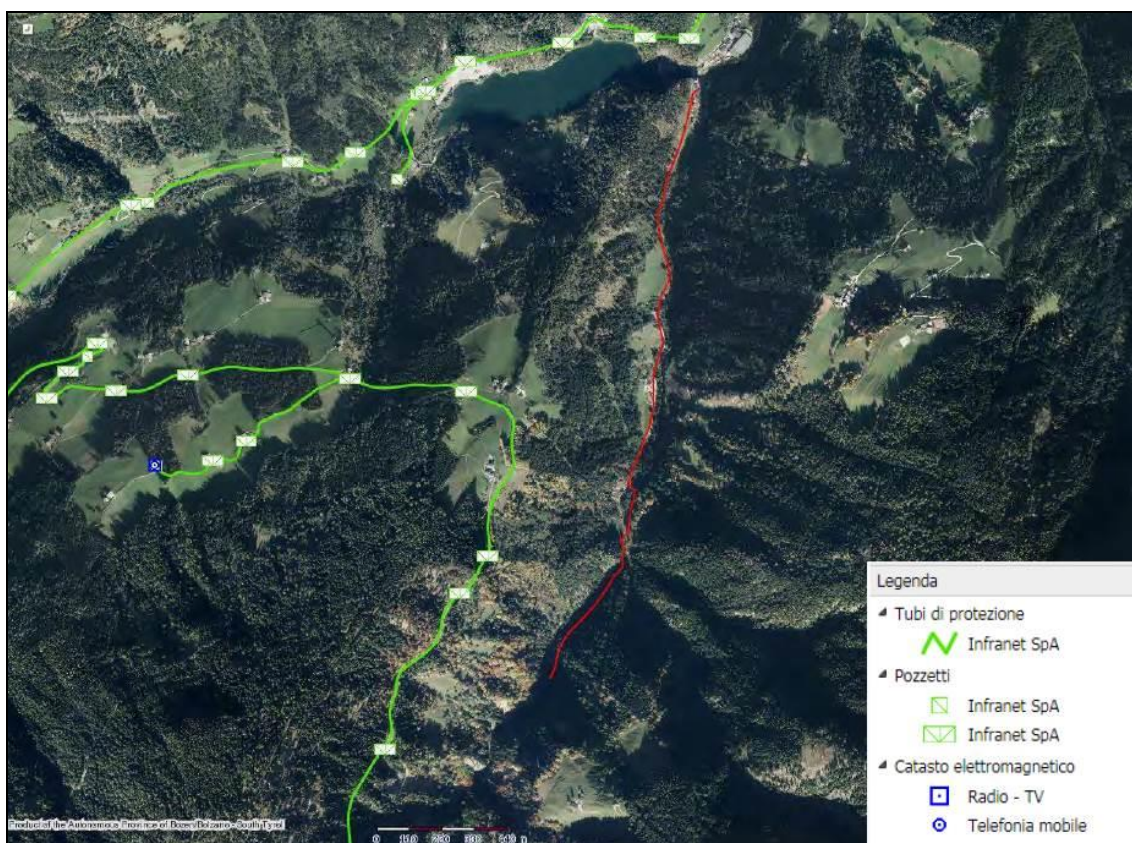 Legenda
Tubi di protezione
Infranet SpA
Pozzetti
Infranet SpA
Infranet SpA
Catasto elettromagnetico
Radio - TV
Telefonia mobile
Product of the Autonomous Province of Bozen/Bolzano - South Tyrol
0